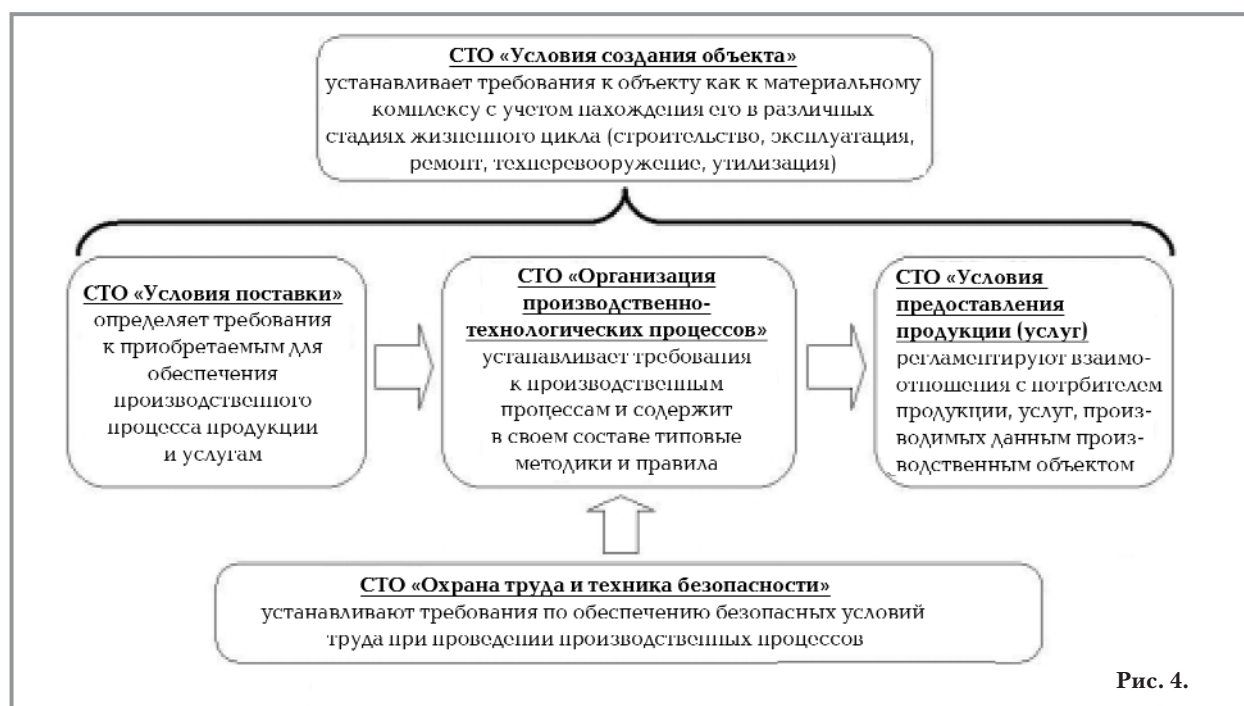 СТО «Условия создания объекта»
устанавливает требования к объекту как к материальному
комплексу с учетом нахождения его в различных
стадиях жизненного цикла (строительство, эксплуатация,
ремонт, техперевооружение, утилизация)
СТО «Условия поставки»
определяет требования
к приобретаемым для
обеспечения
производственного
процесса продукции
и услугам
СТО «Организация
производственно-
технологических процессов»
устанавливает требования
к производственным
процессам и содержит
в своем составе типовые
методики и правила
СТО «Условия
предоставления
продукции (услуг)
регламентируют взаимо-
отношения с потрбителем
продукции, услуг, произ-
водимых данным произ-
водственным объектом
СТО «Охрана труда и техника безопасности»
устанавливают требования по обеспечению безопасных условий
труда при проведении производственных процессов
Рис. 4.